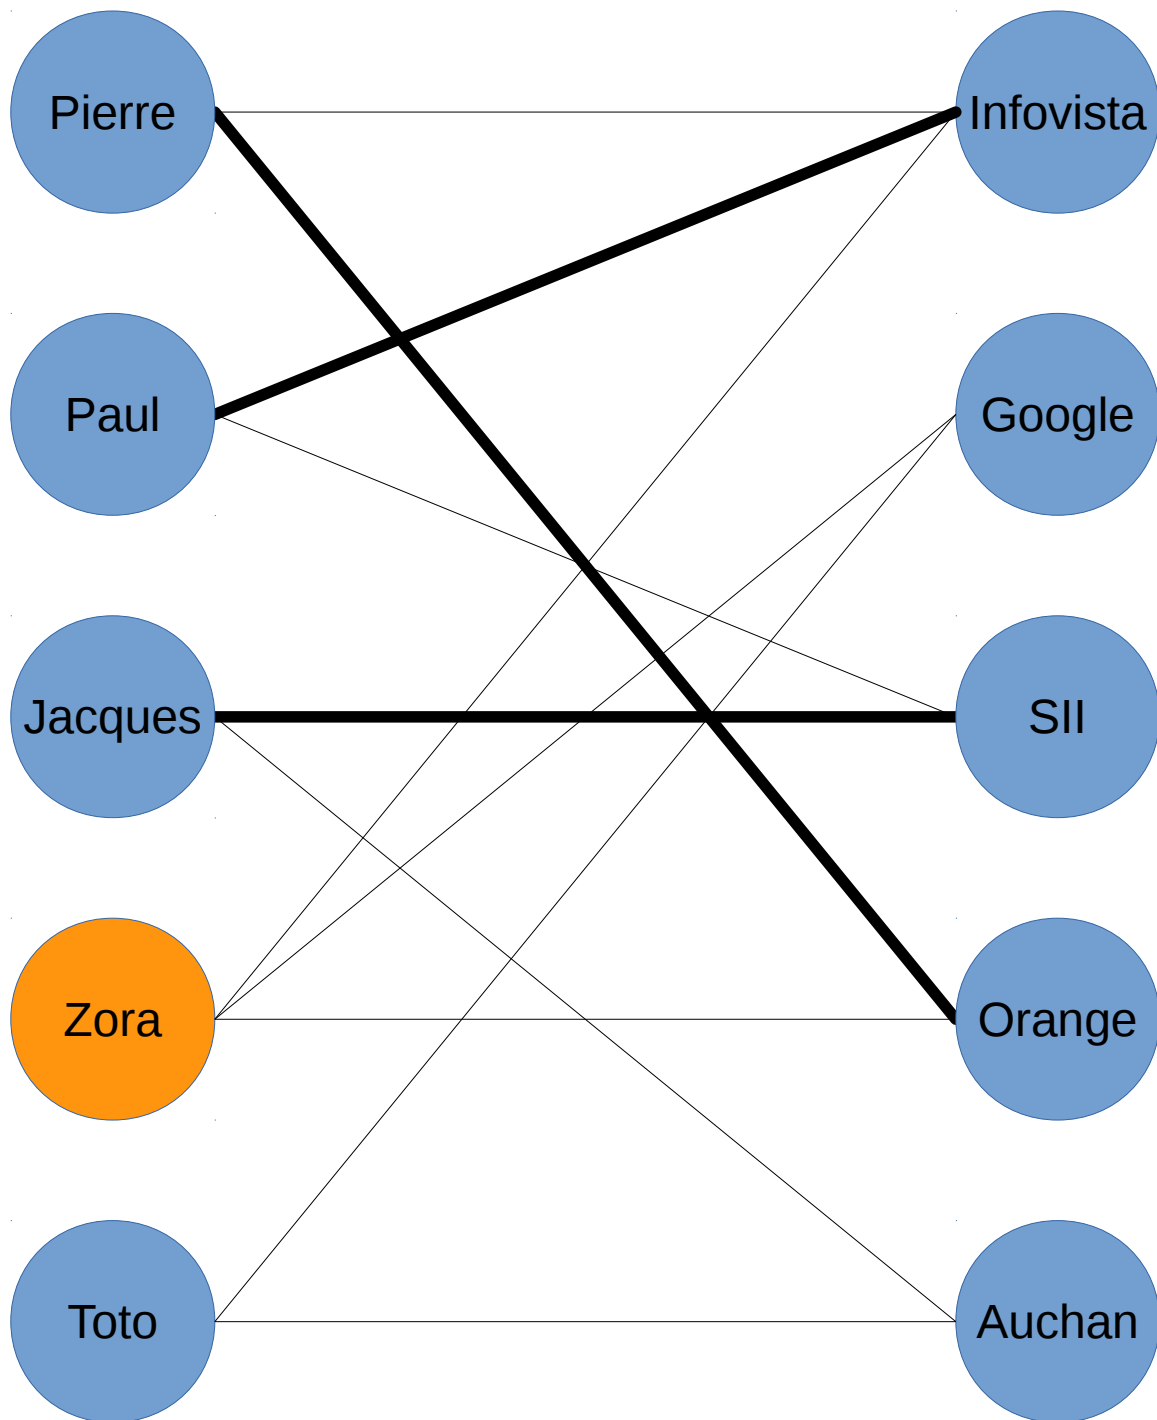 Pierre
Infovista
Paul
Google
Jacques
SII
Zora
Orange
Toto
Auchan